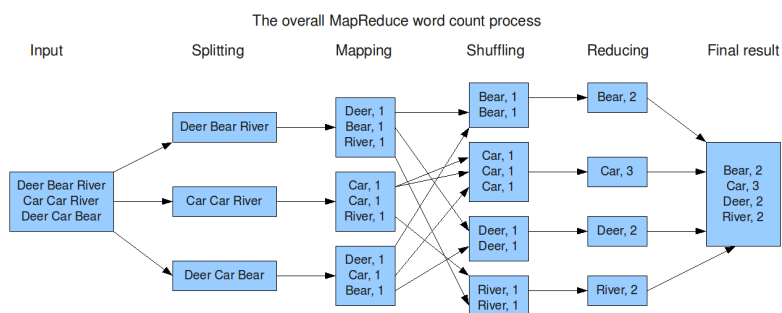 The overall MapReduce word count process
Input
Splitting
Mapping
Shuffling
Reducing
Final result
Deer Bear River
Car Car River
Deer Car Bear
Deer Bear River
Car Car River
Deer Car Bear
Deer, 1
Bear, 1
River, 1
Car, 1
Car, 1
River, 1
Deer, 1
Car, 1
Bear, 1
Bear, 1
Bear, 1
Car, 1
Car, 1
Car, 1
Deer, 1
Deer, 1
River, 1
River, 1
Bear, 2
Car, 3
Deer, 2
River, 2
Bear, 2
Car, 3
Deer, 2
River, 2